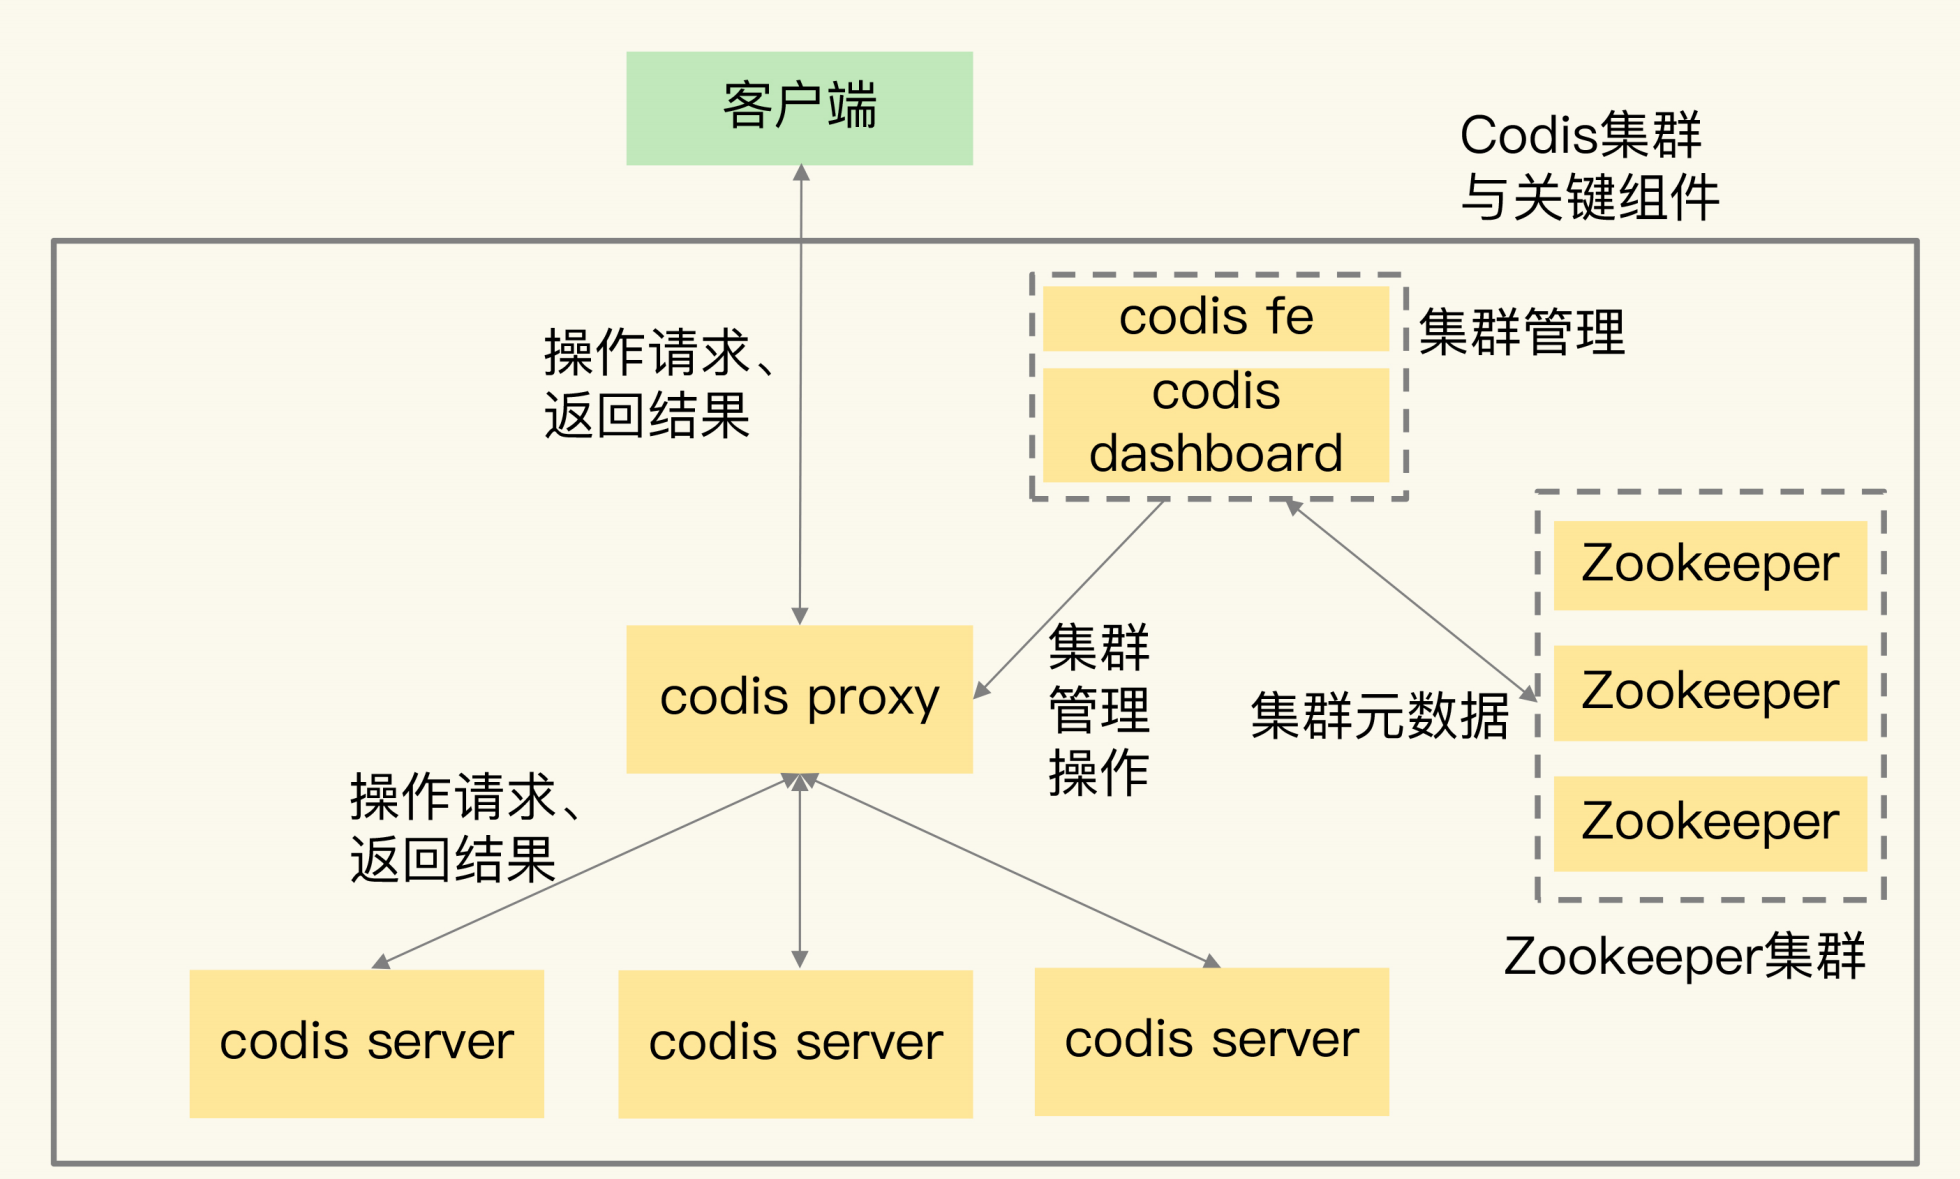 客户端
Codis集群
与关键组件
codis fe
集群管理
操作请求、
返回结果
codis
dashboard
Zookeeper
Zookeeper
Zookeeper
Zookeeper集群
集群
管理
操作
集群元数据
codis proxy
操作请求、
返回结果
codis server
codis server
codis server